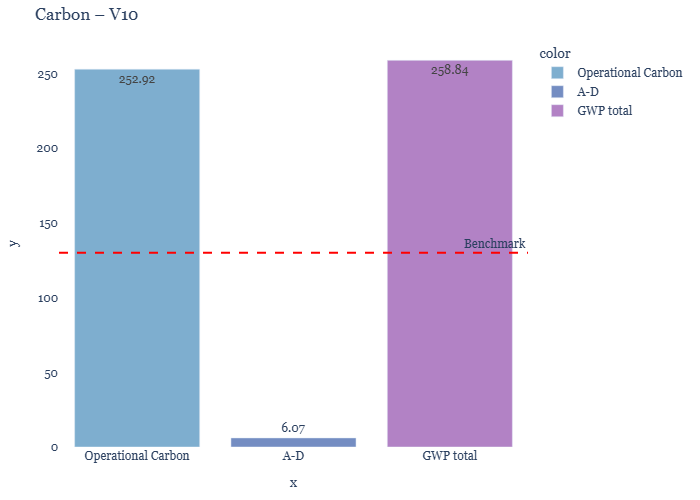 Carbon – V10
color
Operational Carbon
A-D
GWP total
y
250
200
150
100
50
0
252.92
6.07
258.84
Benchmark
Operational Carbon
A-D
GWP total
x